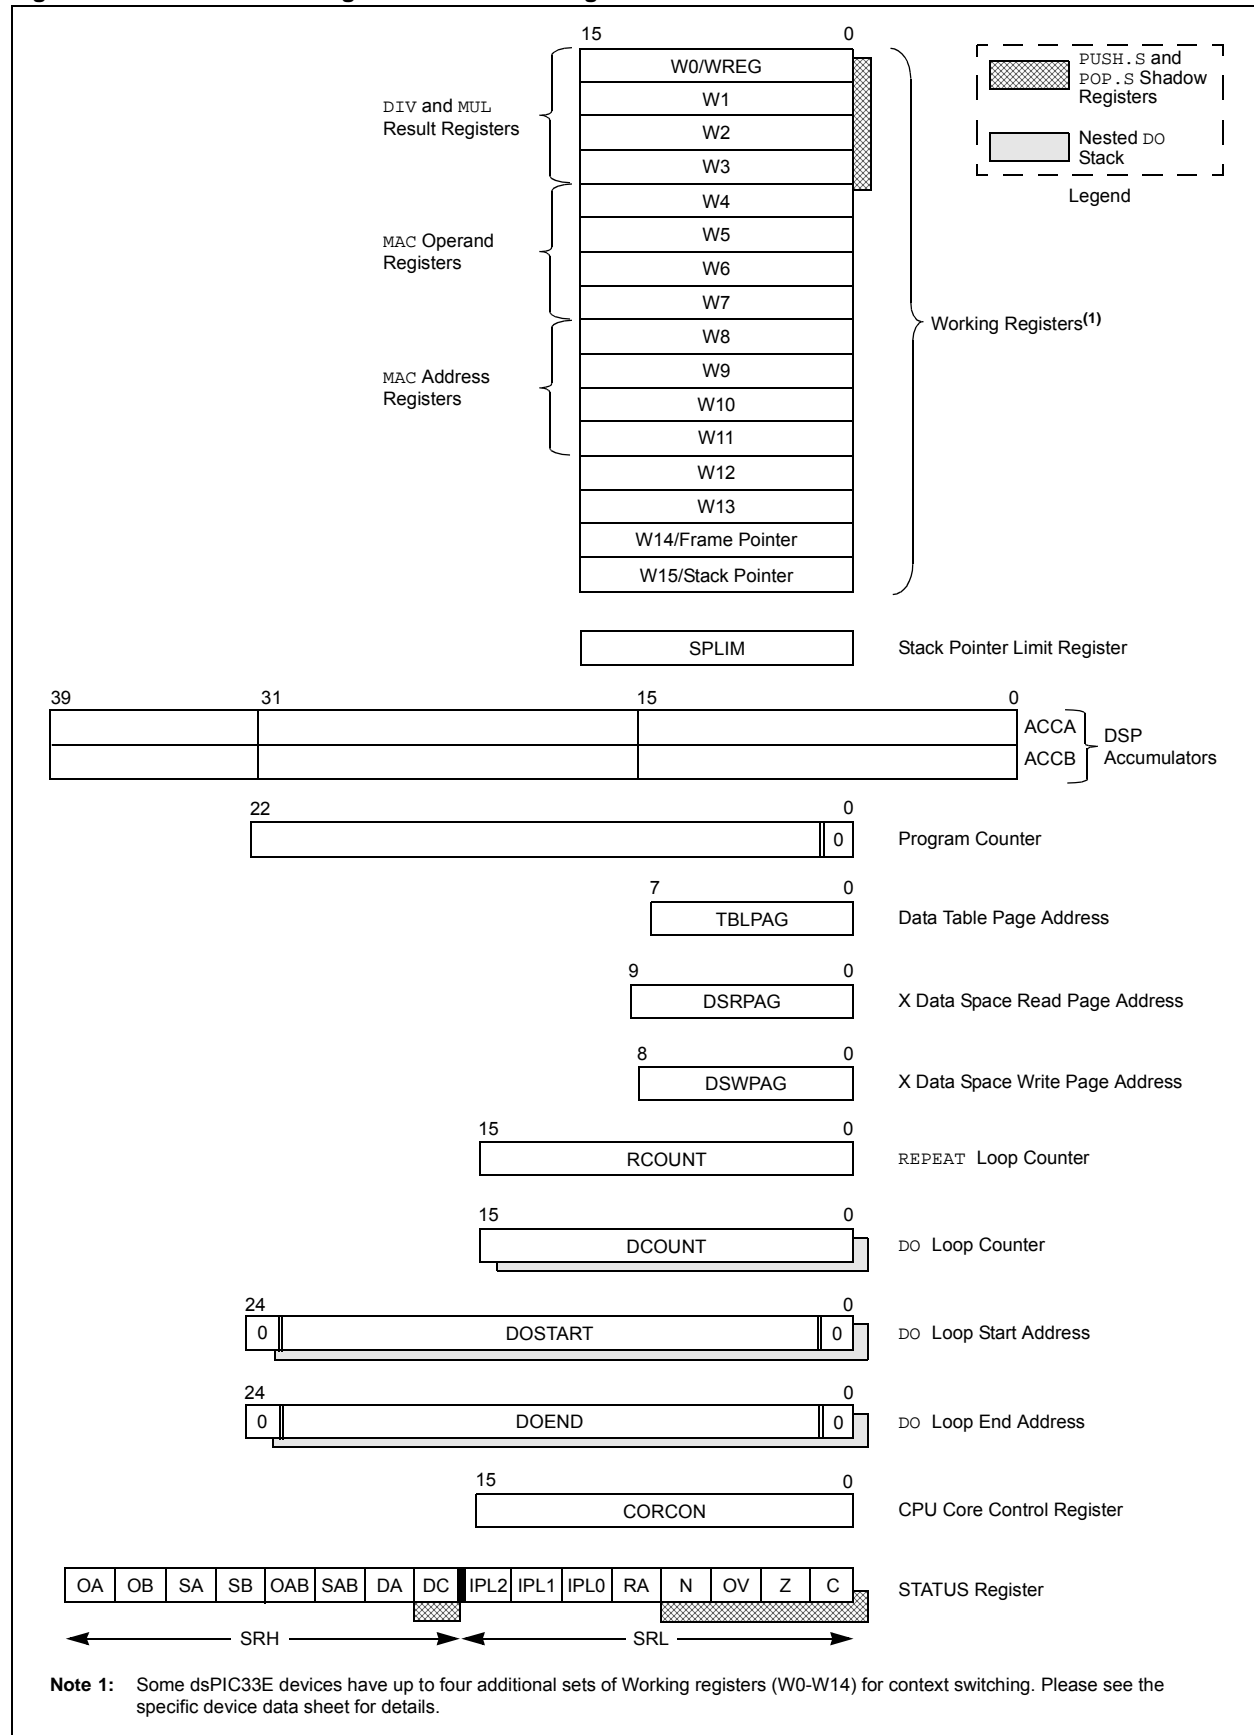 15 0
W0/WREG
W1
W2
W3
W4
W5
W6
W7
W8
W9
W10
W11
W12
W13
W14/Frame Pointer
W15/Stack Pointer
DIV and MUL
Result Registers
MAC Operand
Registers
MAC Address
Registers
Working Registers(1)
PUSH.S and
POP.S Shadow
Registers
Nested DO
Stack
Legend
SPLIM Stack Pointer Limit Register
39 31 15 0
ACCA
ACCB
DSP
Accumulators
22 0
0 Program Counter
7 0
TBLPAG Data Table Page Address
9 0
DSRPAG X Data Space Read Page Address
8 0
DSWPAG X Data Space Write Page Address
15 0
RCOUNT REPEAT Loop Counter
15 0
DCOUNT DO Loop Counter
24 0
0 DOSTART 0 DO Loop Start Address
24 0
0 DOEND 0 DO Loop End Address
15 0
CORCON CPU Core Control Register
OA OB SA SB OAB SAB DA DC IPL2 IPL1 IPL0 RA N OV Z C STATUS Register
SRH SRL
Note 1: Some dsPIC33E devices have up to four additional sets of Working registers (W0-W14) for context switching. Please see the
specific device data sheet for details.